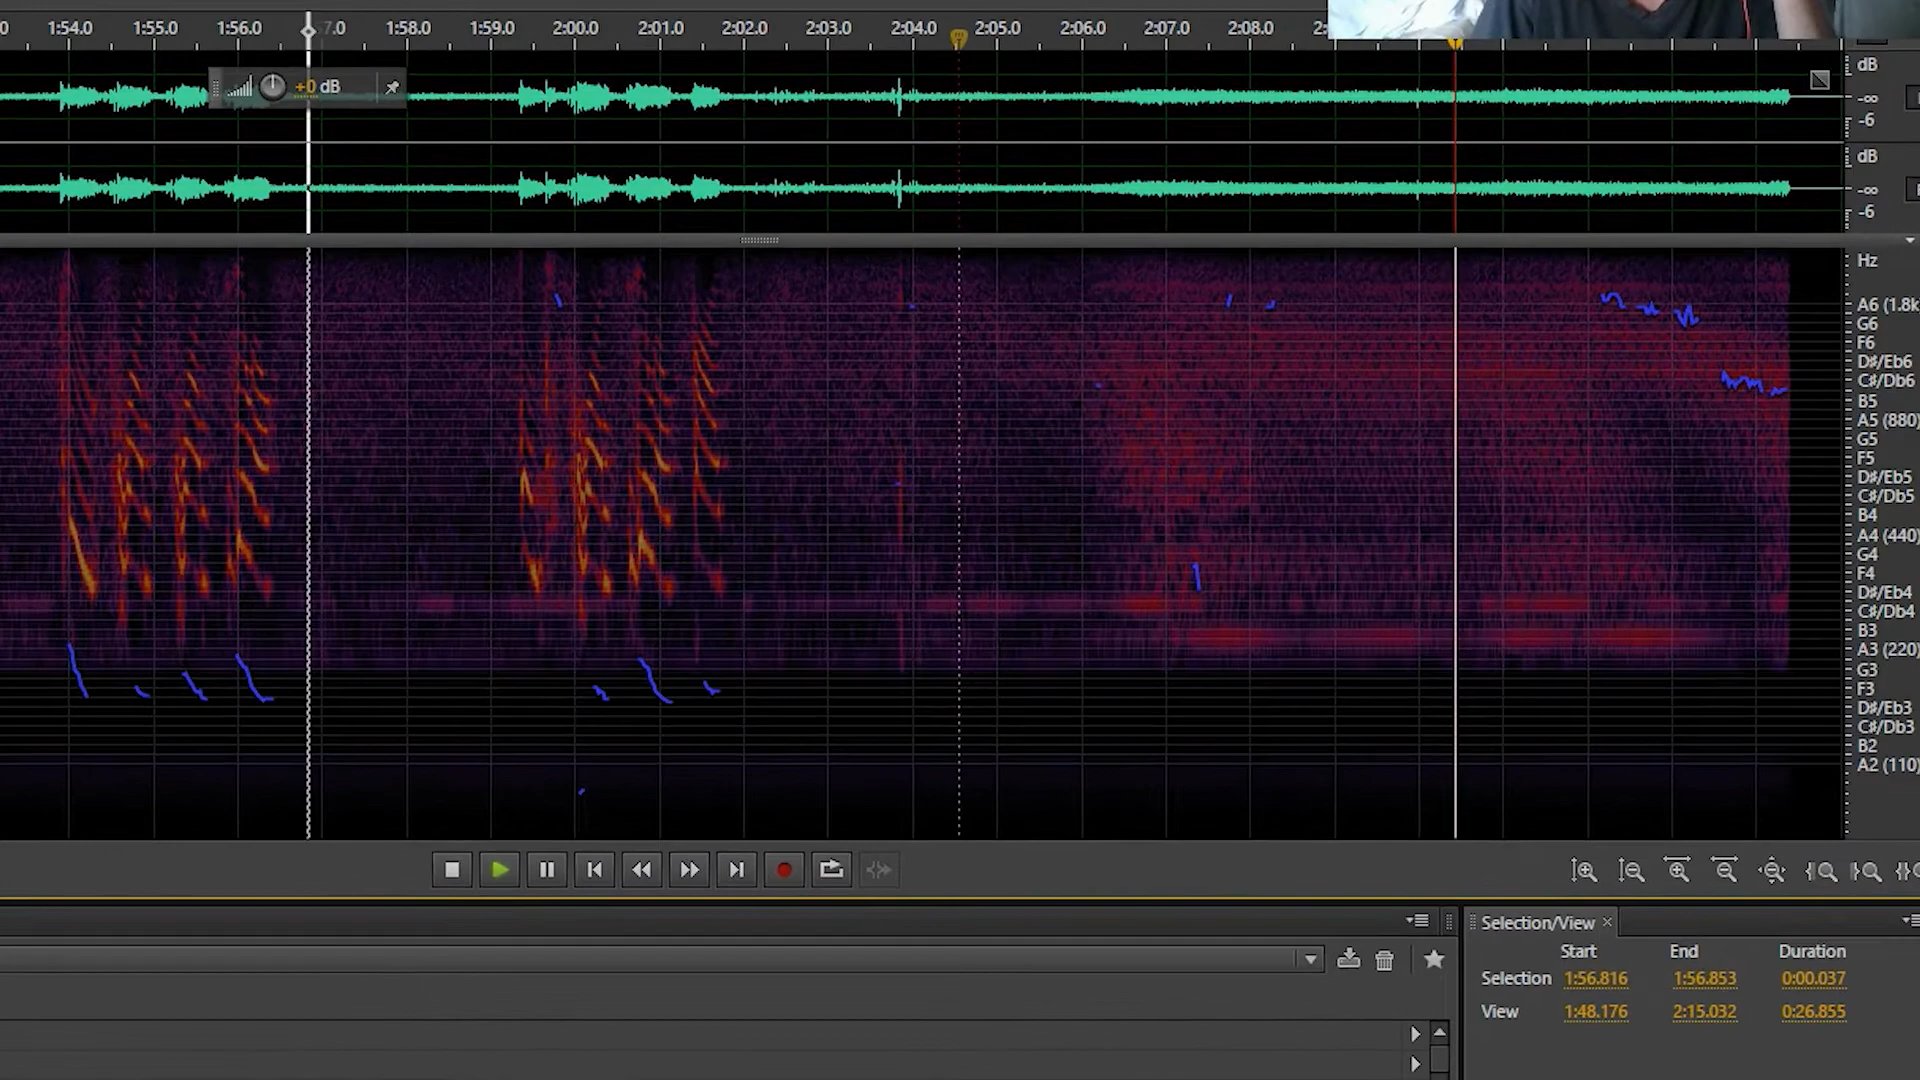 0 1:54.0 1:55.0 1:56.0 7.0 1:58.0 1:59.0 2:00.0 2:01.0 2:02.0 2:03.0 2:04.0 2:05.0 2:06.0 2:07.0 2:08.0 2:
+0 dB
dB
-∞
-6
dB
-∞
-6
Hz
A6 (1.8k
G6
F6
D#/Eb6
C#/Db6
B5
A5 (880)
G5
F5
D#/Eb5
C#/Db5
B4
A4 (440)
G4
F4
D#/Eb4
C#/Db4
B3
A3 (220)
G3
F3
D#/Eb3
C#/Db3
B2
A2 (110)
Selection/View
Start End Duration
Selection 1:56.816 1:56.853 0:00.037
View 1:48.176 2:15.032 0:26.855